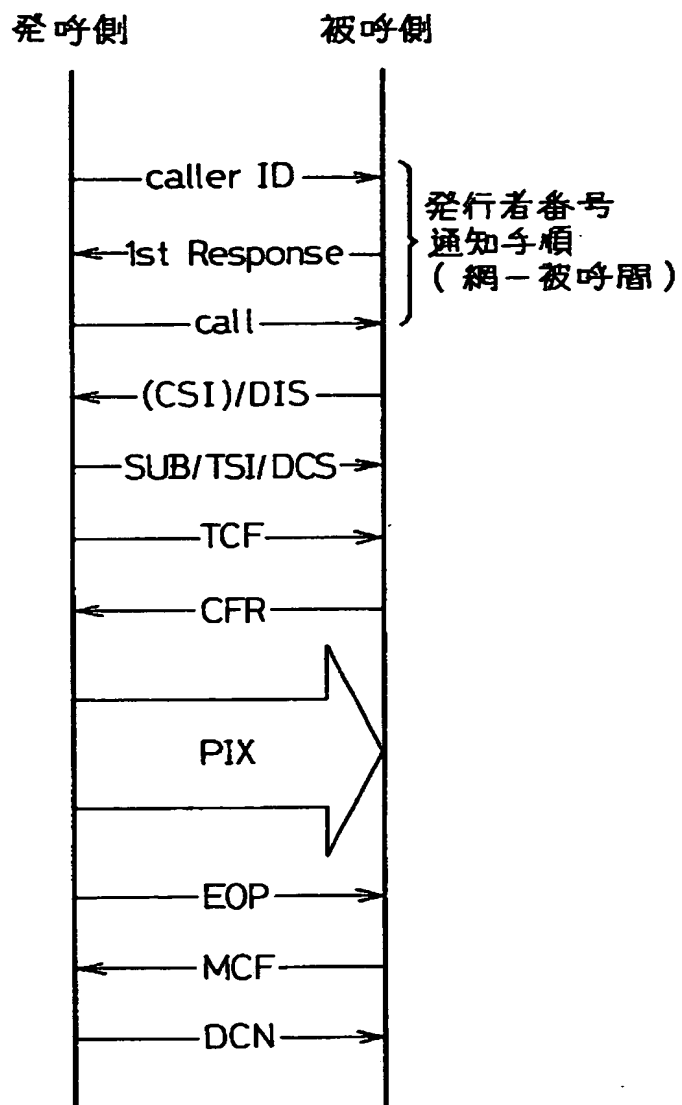 発呼側 被呼側
caller ID
発行者番号
通知手順
(網－被呼間)
1st Response
call
(CSI)/DIS
SUB/TSI/DCS
TCF
CFR
PIX
EOP
MCF
DCN